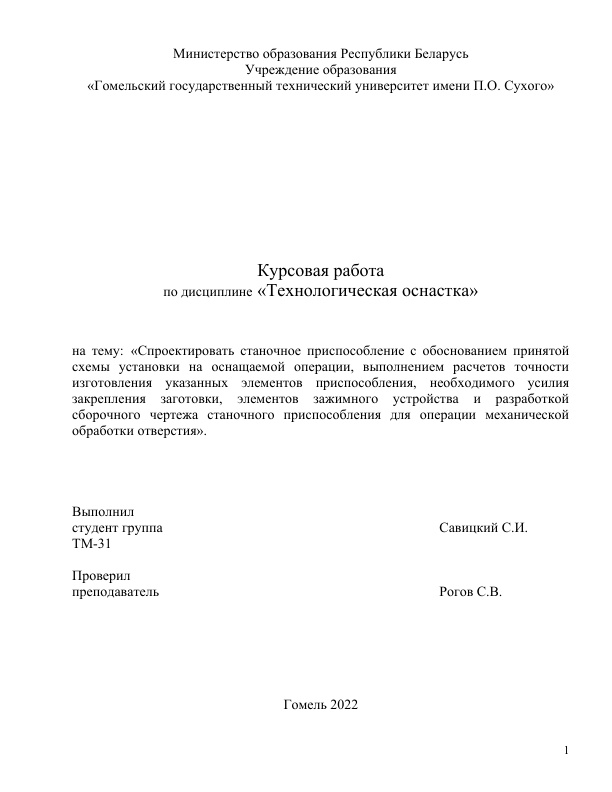 Министерство образования Республики Беларусь
Учреждение образования
«Гомельский государственный технический университет имени П.О. Сухого»
Курсовая работа
по дисциплине «Технологическая оснастка»
на тему: «Спроектировать станочное приспособление с обоснованием принятой
схемы установки на оснащаемой операции, выполнением расчетов точности
изготовления указанных элементов приспособления, необходимого усилия
закрепления заготовки, элементов зажимного устройства и разработкой
сборочного чертежа станочного приспособления для операции механической
обработки отверстия».
Выполнил
студент группа Савицкий С.И.
ТМ-31
Проверил
преподаватель Рогов С.В.
Гомель 2022
1